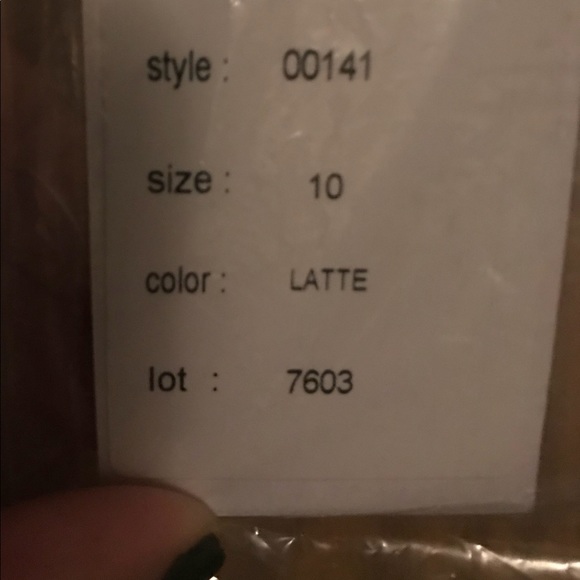 style : 00141
size : 10
color : LATTE
lot : 7603